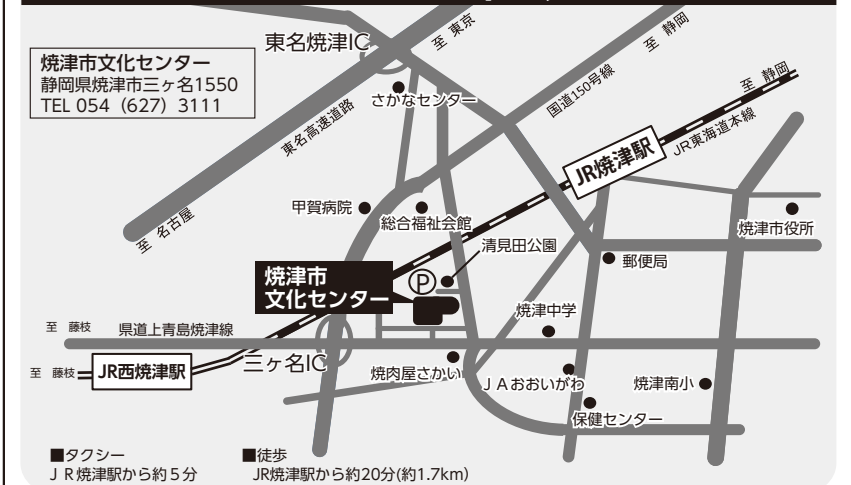 東名焼津IC
至 東京
至 静岡
焼津市文化センター
静岡県焼津市三ヶ名1550
TEL 054（627）3111
さかなセンター
国道150号線
至 静岡
東名高速道路
JR焼津駅
JR東海道本線
甲賀病院
総合福祉会館
至 名古屋
焼津市役所
清見田公園
郵便局
焼津市
文化センター
P
焼津中学
至 藤枝
県道上青島焼津線
至 藤枝
JR西焼津駅
三ヶ名IC
焼肉屋さかい
ＪＡおおいがわ
焼津南小
保健センター
■タクシー
ＪＲ焼津駅から約５分
■徒歩
JR焼津駅から約20分(約1.7km)